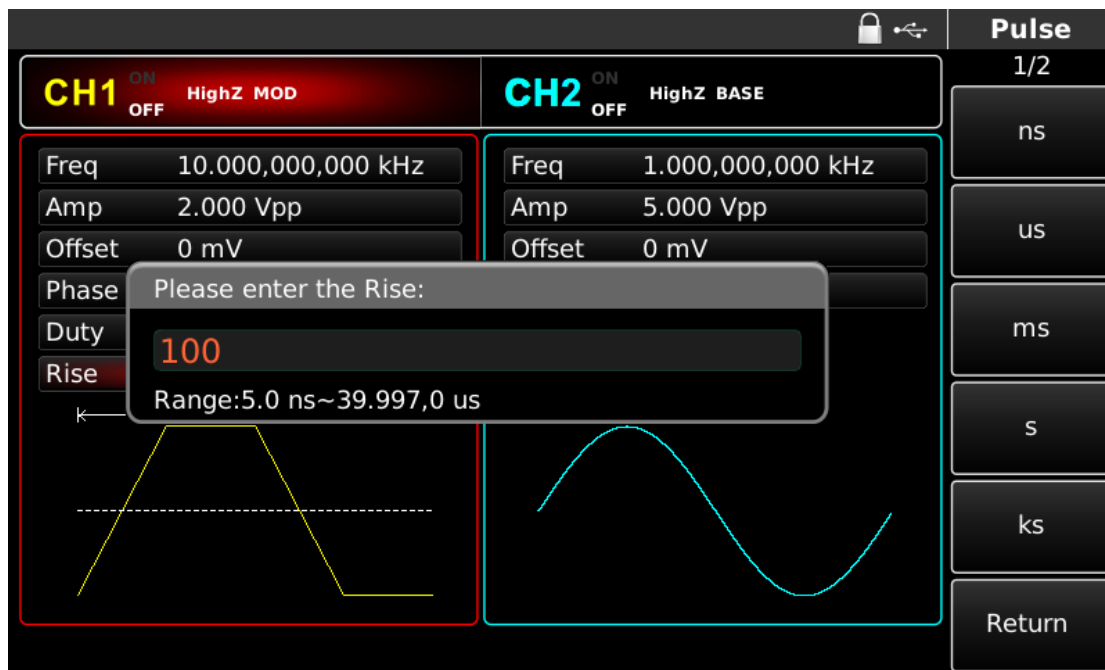 Pulse
1/2
CH1 ON OFF HighZ MOD
CH2 ON OFF HighZ BASE
Freq 10.000,000,000 kHz
Amp 2.000 Vpp
Offset 0 mV
Phase
Duty
Rise
Freq 1.000,000,000 kHz
Amp 5.000 Vpp
Offset 0 mV
Please enter the Rise:
100
Range:5.0 ns~39.997,0 us
ns
us
ms
s
ks
Return